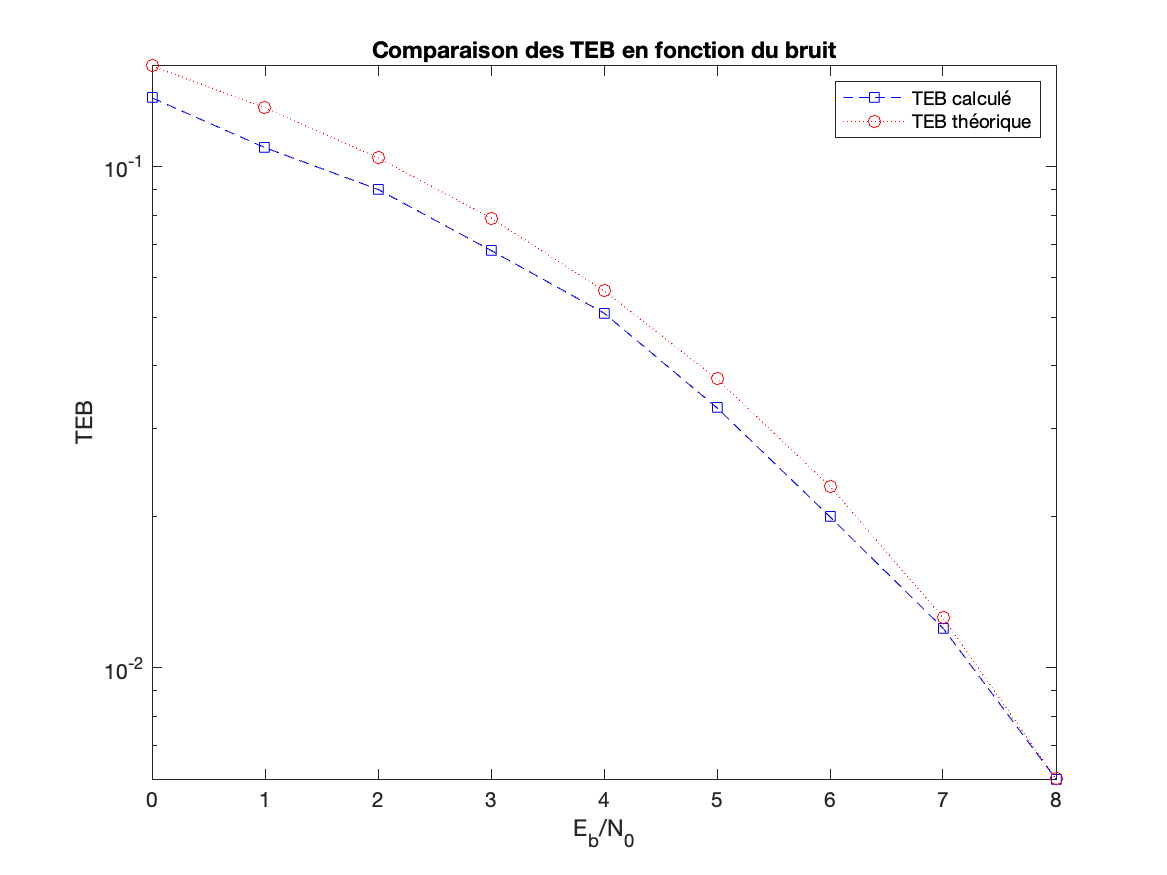 Comparaison des TEB en fonction du bruit
TEB calculé
TEB théorique
10^-1
10^-2
TEB
0 1 2 3 4 5 6 7 8
E_b/N_0